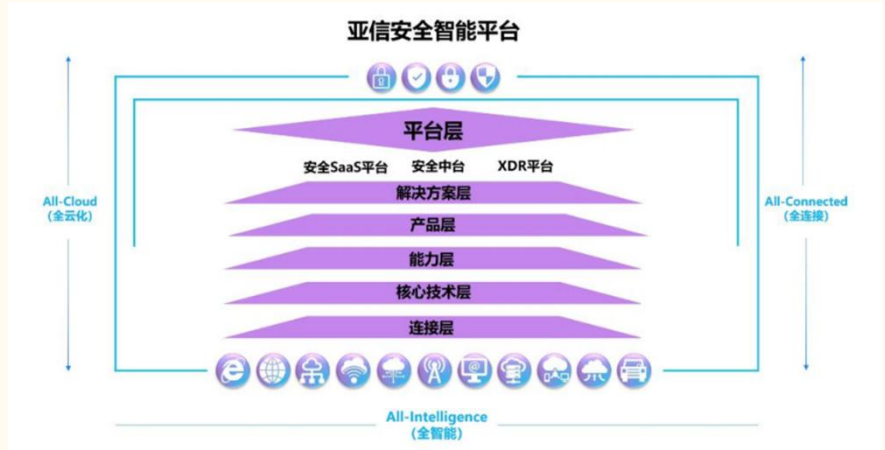 亚信安全智能平台
平台层
安全SaaS平台 安全中台 XDR平台
解决方案层
产品层
能力层
核心技术层
连接层
All-Cloud
(全云化)
All-Connected
(全连接)
All-Intelligence
(全智能)